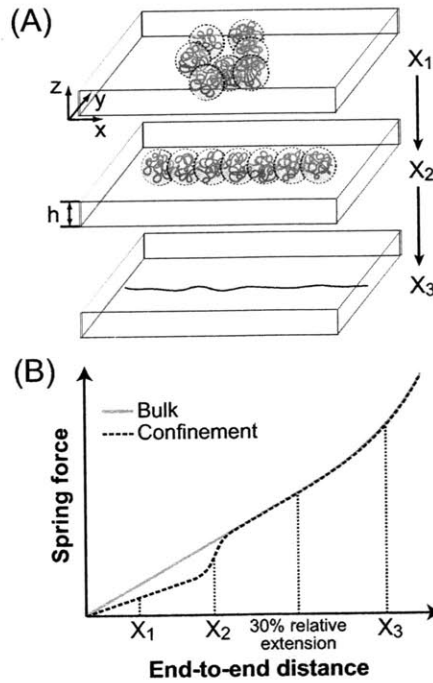 (A)
X1
z
y
x
X2
h
X3
(B)
Bulk
Confinement
Spring force
X1
X2
30% relative
extension
X3
End-to-end distance